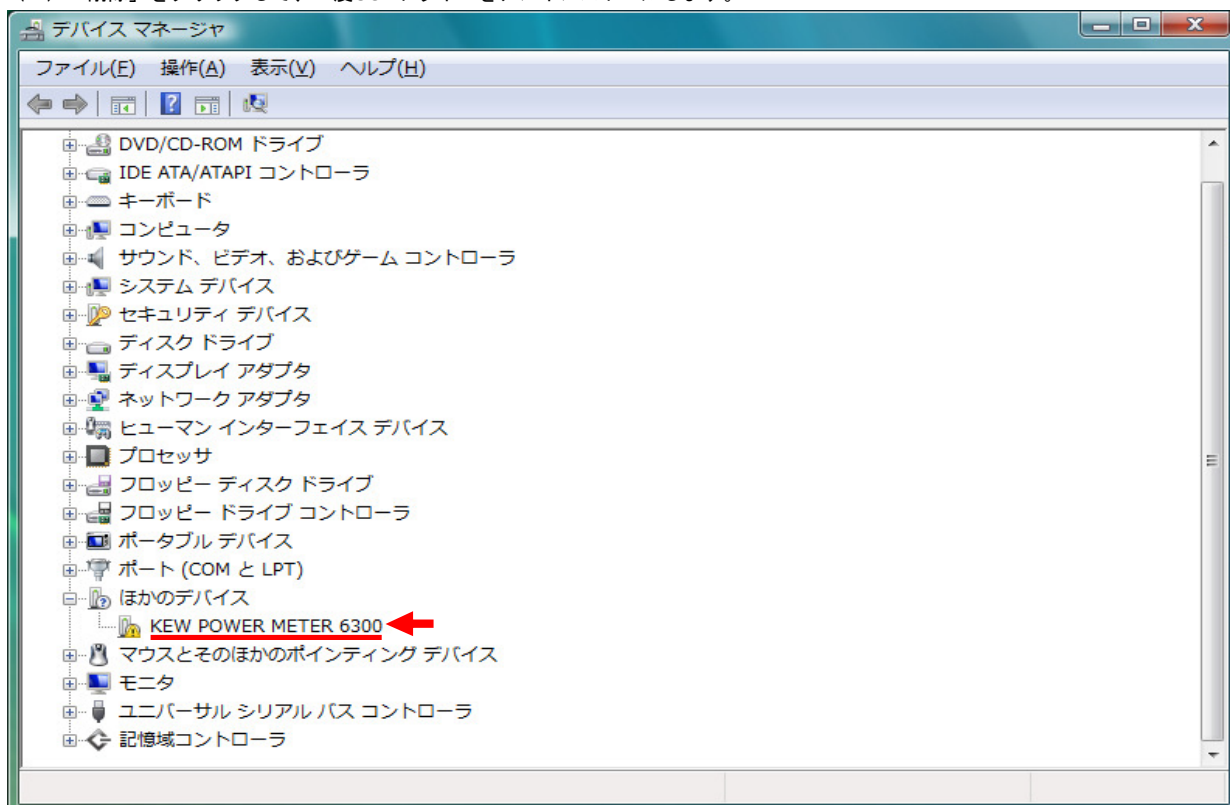 デバイス マネージャ
ファイル(F) 操作(A) 表示(V) ヘルプ(H)
DVD/CD-ROM ドライブ
IDE ATA/ATAPI コントローラ
キーボード
コンピュータ
サウンド、ビデオ、およびゲーム コントローラ
システム デバイス
セキュリティ デバイス
ディスク ドライブ
ディスプレイ アダプタ
ネットワーク アダプタ
ヒューマン インターフェイス デバイス
プロセッサ
フロッピー ディスク ドライブ
フロッピー ドライブ コントローラ
ポータブル デバイス
ポート (COM と LPT)
ほかのデバイス
KEW POWER METER 6300
マウスとそのほかのポインティング デバイス
モニタ
ユニバーサル シリアル バス コントローラ
記憶域コントローラ